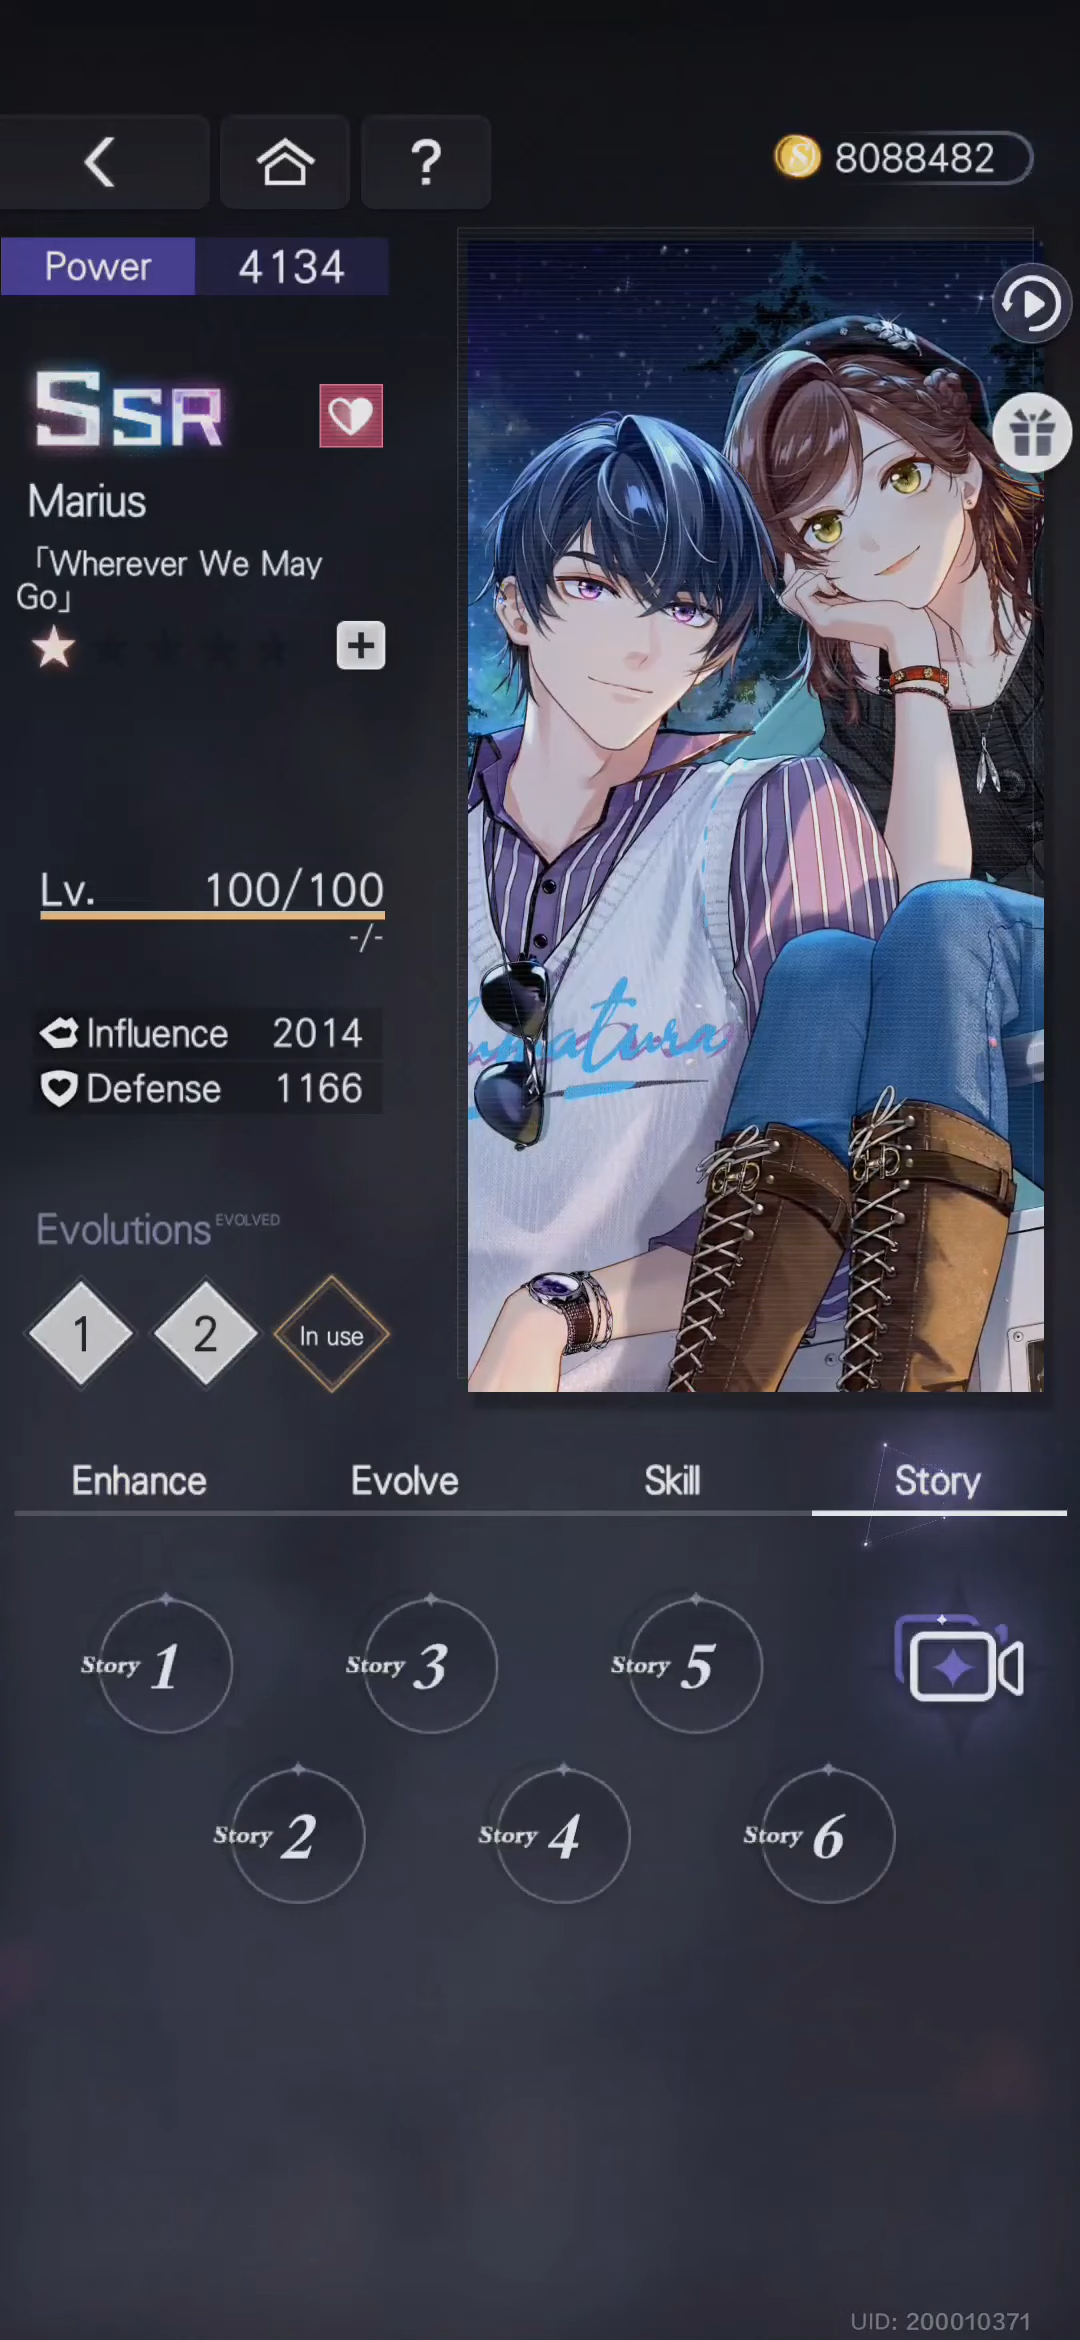 ?
8088482
Power 4134
SSR
Marius
「Wherever We May
Go」
Lv. 100/100
-/-
Influence 2014
Defense 1166
Evolutions EVOLVED
1 2 In use
Enhance Evolve Skill Story
Story 1 Story 3 Story 5
Story 2 Story 4 Story 6
UID: 200010371